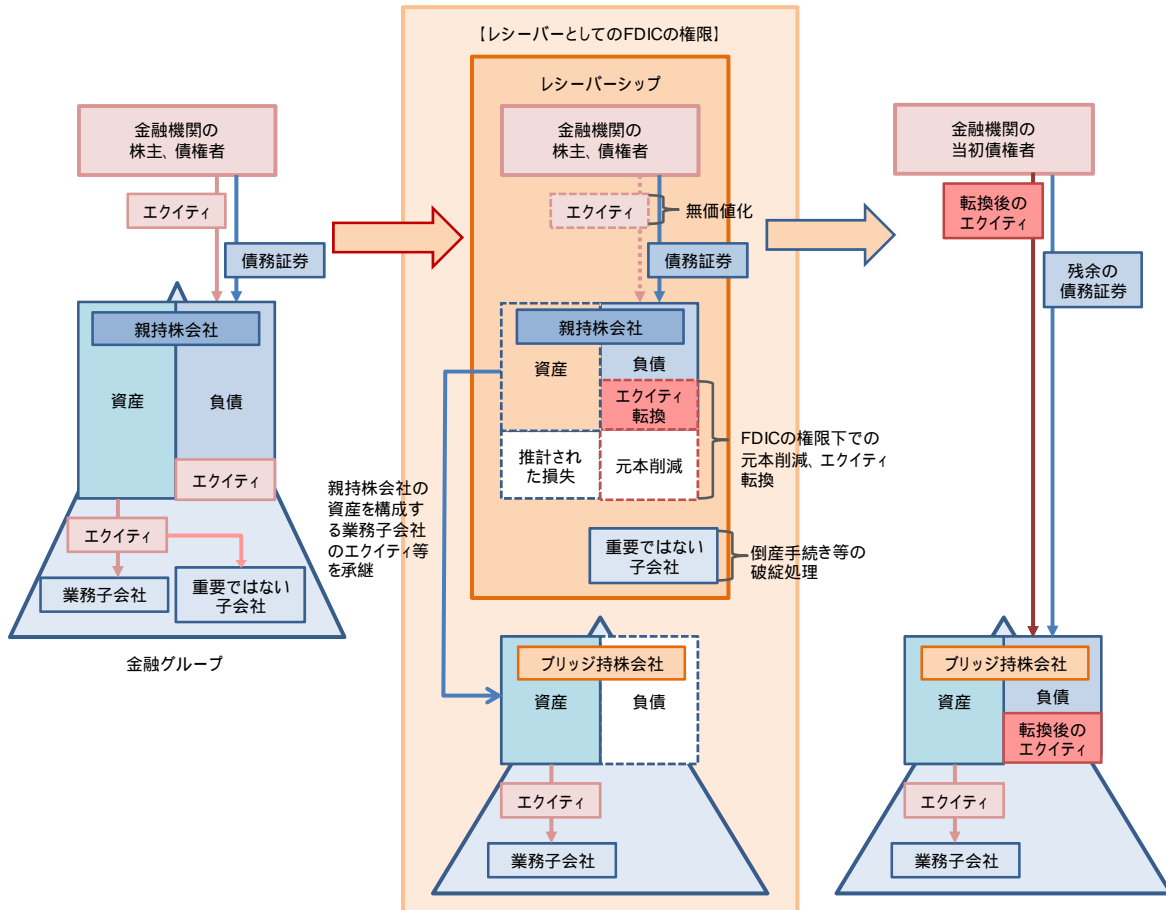 【レシーバーとしてのFDICの権限】
レシーバーシップ
金融機関の
株主、債権者
エクイティ
債務証券
親持株会社
資産
負債
エクイティ
エクイティ
業務子会社
重要ではない
子会社
金融グループ
金融機関の
株主、債権者
エクイティ
無価値化
債務証券
親持株会社
資産
負債
エクイティ
転換
推計され
た損失
元本削減
FDICの権限下での
元本削減、エクイティ
転換
親持株会社の
資産を構成す
る業務子会社
のエクイティ等
を承継
重要ではない
子会社
倒産手続き等の
破綻処理
ブリッジ持株会社
資産
負債
エクイティ
業務子会社
金融機関の
当初債権者
転換後の
エクイティ
残余の
債務証券
ブリッジ持株会社
資産
負債
転換後の
エクイティ
エクイティ
業務子会社